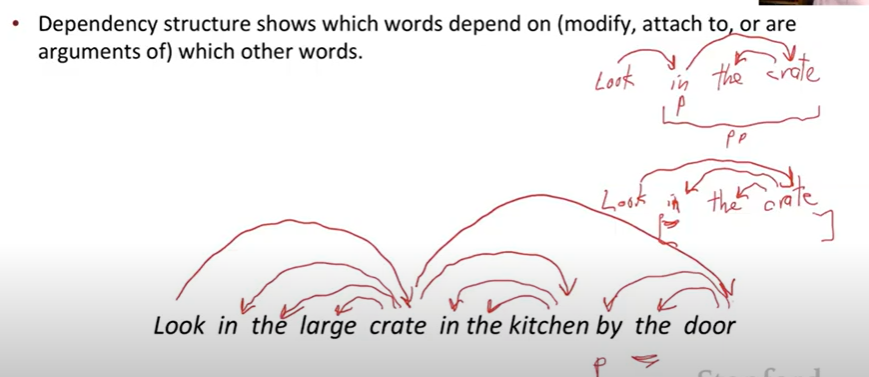 • Dependency structure shows which words depend on (modify, attach to, or are
arguments of) which other words.
Look in the crate
P
PP
Look in the crate
Look in the large crate in the kitchen by the door
P